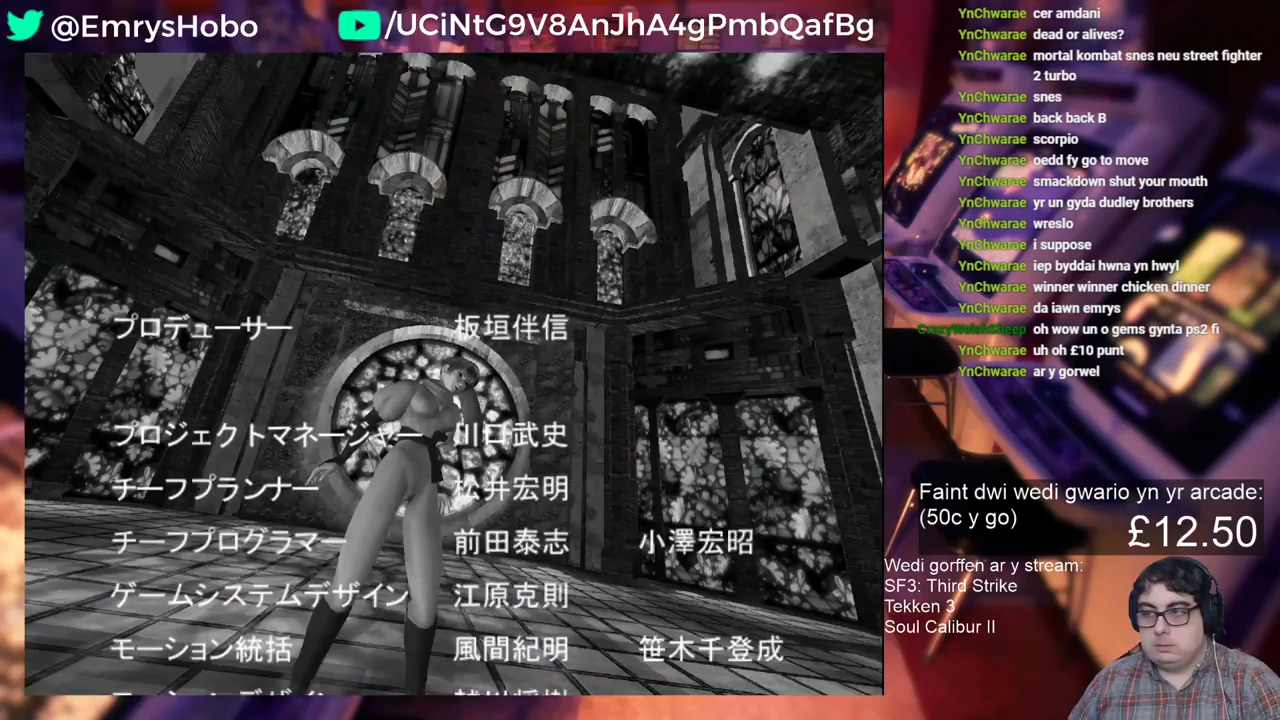 @EmrysHobo
/UCiNtG9V8AnJhA4gPmbQafBg
プロデューサー 板垣伴信
プロジェクトマネージャー 川口武史
チーフプランナー 松井宏明
チーフプログラマー 前田泰志 小澤宏昭
ゲームシステムデザイン 江原克則
モーション統括 風間紀明 笹木千登成
YnChwarae cer amdani
YnChwarae dead or alives?
YnChwarae mortal kombat snes neu street fighter
2 turbo
YnChwarae snes
YnChwarae back back B
YnChwarae scorpio
YnChwarae oedd fy go to move
YnChwarae smackdown shut your mouth
YnChwarae yr un gyda dudley brothers
YnChwarae wreslo
YnChwarae i suppose
YnChwarae iep byddai hwna yn hwyl
YnChwarae winner winner chicken dinner
YnChwarae da iawn emrys
CrazyWelshSheep oh wow un o gems gynta ps2 fi
YnChwarae uh oh £10 punt
YnChwarae ar y gorwel
Faint dwi wedi gwario yn yr arcade:
(50c y go)
£12.50
Wedi gorffen ar y stream:
SF3: Third Strike
Tekken 3
Soul Calibur II